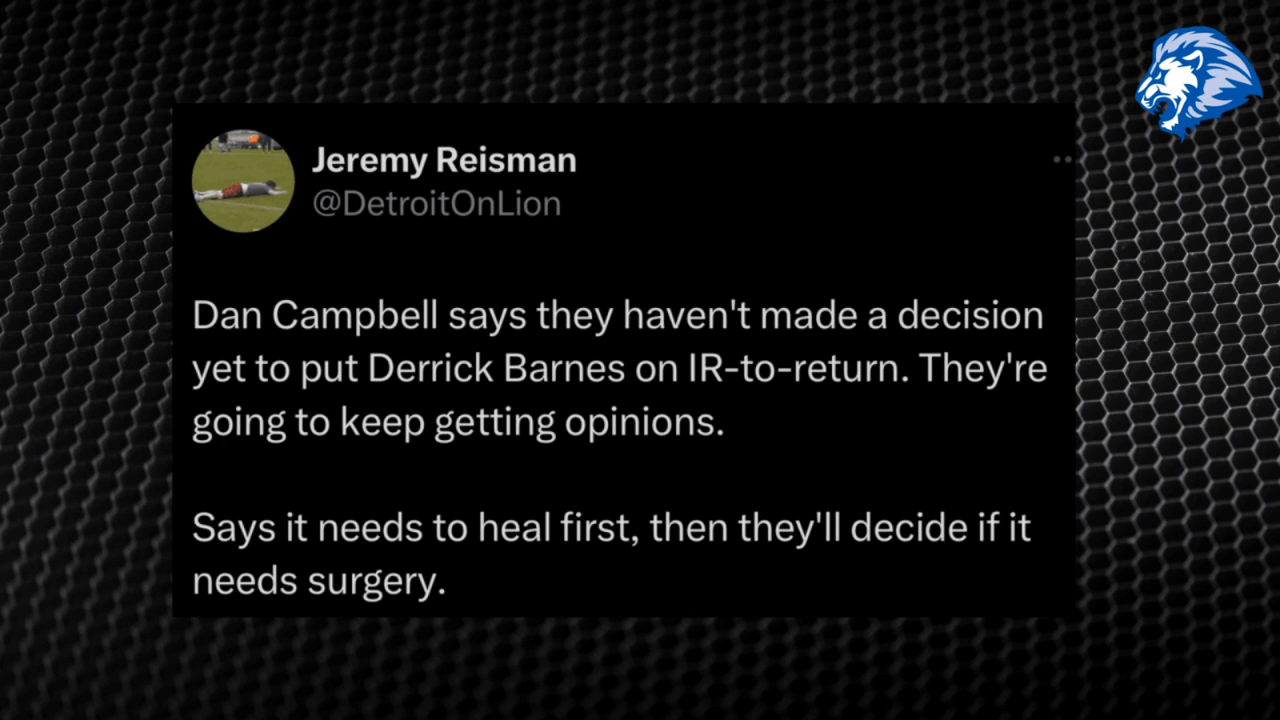 Jeremy Reisman
@DetroitOnLion
Dan Campbell says they haven't made a decision
yet to put Derrick Barnes on IR-to-return. They're
going to keep getting opinions.
Says it needs to heal first, then they'll decide if it
needs surgery.